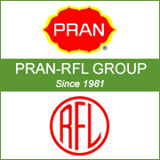 PRAN
PRAN-RFL GROUP
Since 1981
RFL